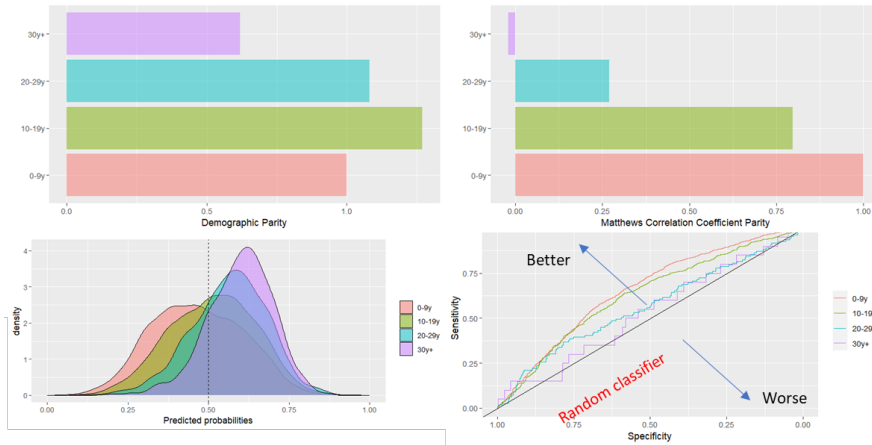 30y+
20-29y
10-19y
0-9y
0.0
0.5
1.0
Demographic Parity
30y+
20-29y
10-19y
0-9y
0.00
0.25
0.50
0.75
1.00
Matthews Correlation Coefficient Parity
density
4
3
2
1
0
0.00
0.25
0.50
0.75
1.00
Predicted probabilities
0-9y
10-19y
20-29y
30y+
Sensitivity
0.75
0.50
0.25
0.00
Better
Worse
Random classifier
1.00
0.75
0.50
0.25
0.00
Specificity
0-9y
10-19
20-29
30y+